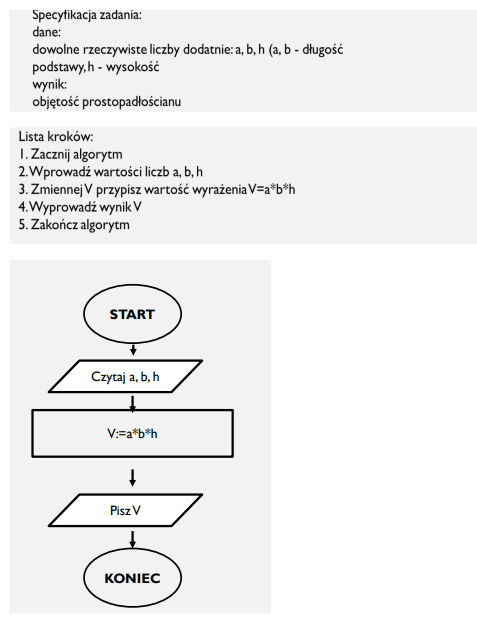 Specyfikacja zadania:
dane:
dowolne rzeczywiste liczby dodatnie: a, b, h (a, b - długość
podstawy, h - wysokość
wynik:
objętość prostopadłościanu
Lista kroków:
1. Zacznij algorytm
2. Wprowadź wartości liczb a, b, h
3. Zmiennej V przypisz wartość wyrażenia V=a*b*h
4. Wyprowadź wynik V
5. Zakończ algorytm
START
Czytaj a, b, h
V:=a*b*h
Pisz V
KONIEC